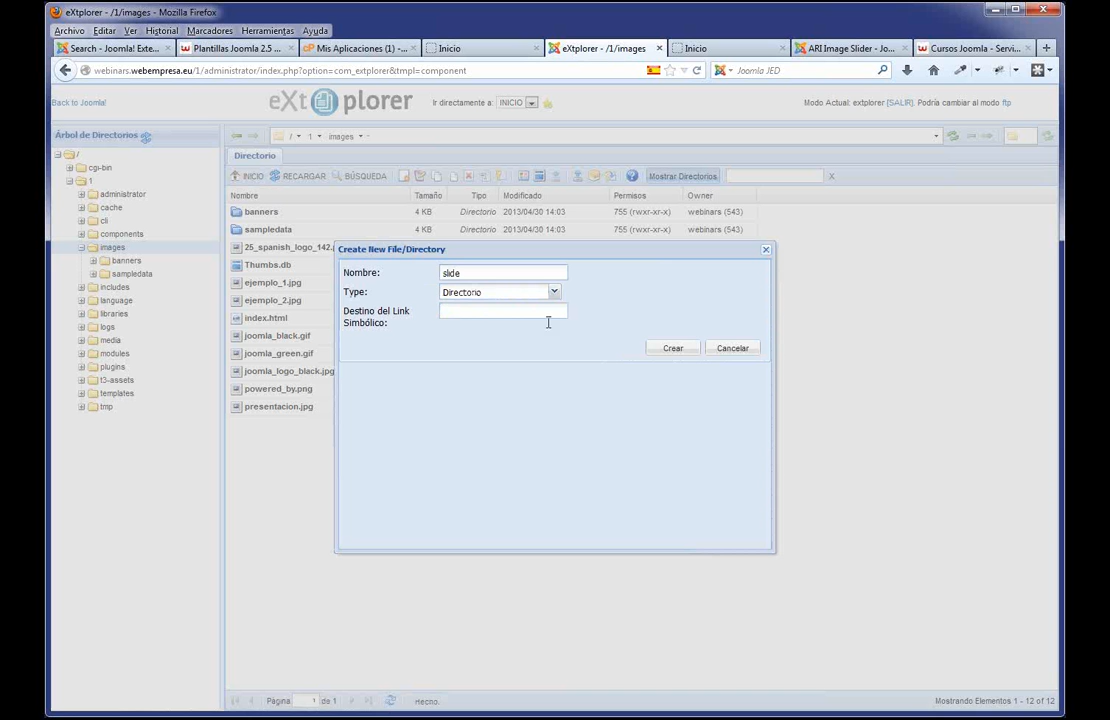 eXtplorer - /1/images - Mozilla Firefox
Archivo Editar Ver Historial Marcadores Herramientas Ayuda
Search - Joomla! Exte... Plantillas Joomla 2.5 ... Mis Aplicaciones (1) -... Inicio eXtplorer - /1/images Inicio ARI Image Slider - Jo... Cursos Joomla - Servi...
webinars.webempresa.eu/1/administrator/index.php?option=com_extplorer&tmpl=component
Joomla JED
Back to Joomla!
eXtplorer
Ir directamente a: INICIO
Modo Actual: extplorer [SALIR]. Podría cambiar al modo ftp
Árbol de Directorios
/ 1 images
/
cgi-bin
1
administrator
cache
cli
components
images
banners
sampledata
includes
language
libraries
logs
media
modules
plugins
t3-assets
templates
tmp
Directorio
INICIO RECARGAR BÚSQUEDA Mostrar Directorios X
Nombre Tamaño Tipo Modificado Permisos Owner
banners 4 KB Directorio 2013/04/30 14:03 755 (rwxr-xr-x) webinars (543)
sampledata 4 KB Directorio 2013/04/30 14:03 755 (rwxr-xr-x) webinars (543)
25_spanish_logo_142.
Thumbs.db
ejemplo_1.jpg
ejemplo_2.jpg
index.html
joomla_black.gif
joomla_green.gif
joomla_logo_black.jpg
powered_by.png
presentacion.jpg
Create New File/Directory
Nombre: slide
Type: Directorio
Destino del Link
Simbólico:
Crear Cancelar
Página 1 de 1 Hecho. Mostrando Elementos 1 - 12 of 12